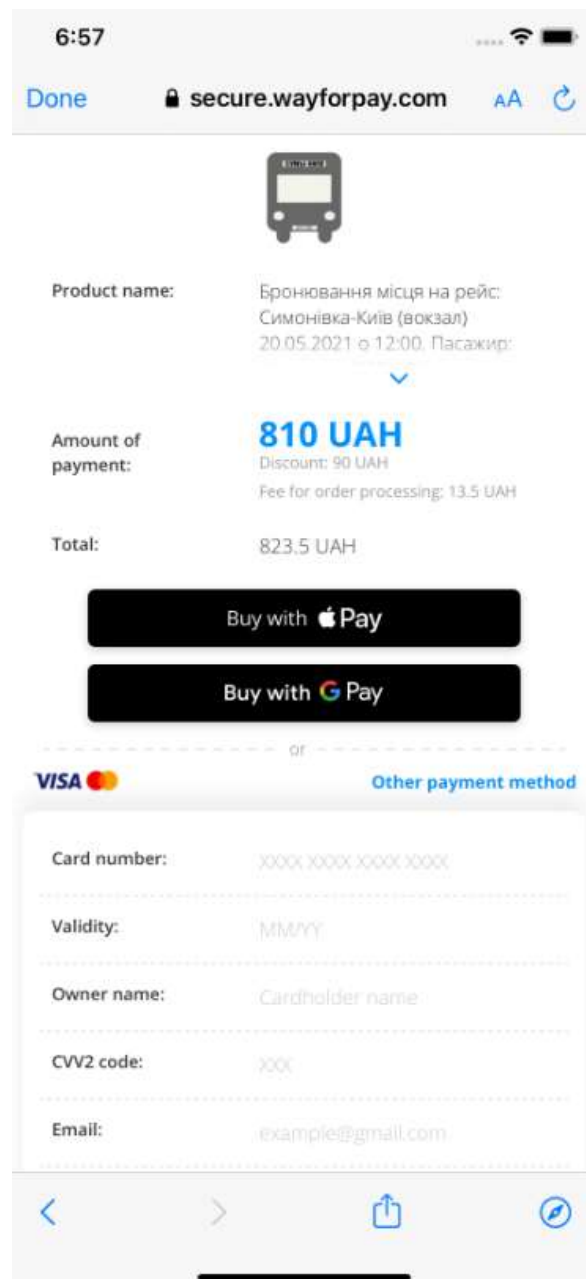 6:57
Done secure.wayforpay.com AA
Product name: Бронювання місця на рейс:
Симонівка-Київ (вокзал)
20.05.2021 о 12:00. Пасажир:
Amount of payment: 810 UAH
Discount: 90 UAH
Fee for order processing: 13.5 UAH
Total: 823.5 UAH
Buy with Pay
Buy with G Pay
or
VISA Other payment method
Card number: XXXX XXXX XXXX XXXX
Validity: MM/YY
Owner name: Cardholder name
CVV2 code: XXX
Email: example@gmail.com